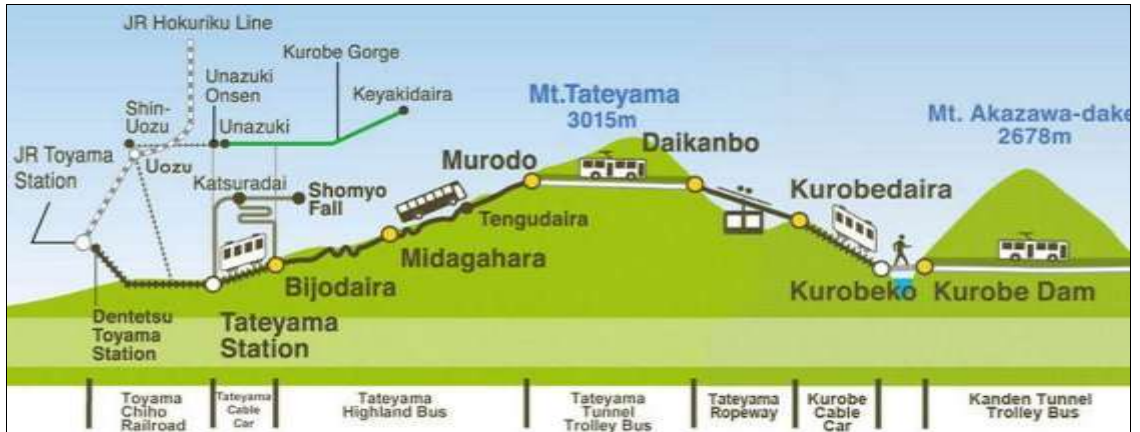 JR Hokuriku Line
Kurobe Gorge
Unazuki
Onsen
Keyakidaira
Shin-
Uozu
Unazuki
Mt.Tateyama
3015m
Mt. Akazawa-dake
2678m
JR Toyama
Station
Uozu
Murodo
Daikanbo
Katsuradai
Shomyo
Fall
Kurobedaira
Tengudaira
Midagahara
Bijodaira
Kurobeko
Kurobe Dam
Dentetsu
Toyama
Station
Tateyama
Station
Toyama
Chiho
Railroad
Tateyama
Cable
Car
Tateyama
Highland Bus
Tateyama
Tunnel
Trolley Bus
Tateyama
Ropeway
Kurobe
Cable
Car
Kanden Tunnel
Trolley Bus